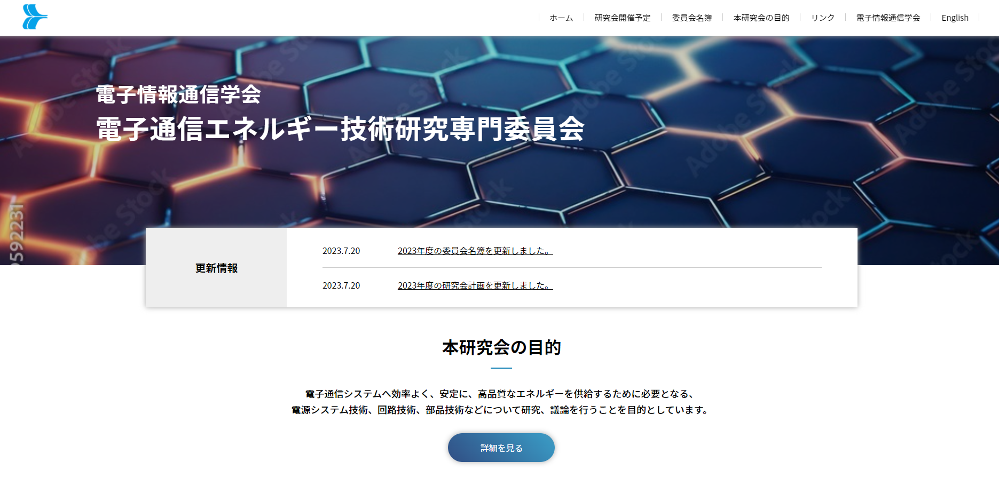 ホーム
研究会開催予定
委員会名簿
本研究会の目的
リンク
電子情報通信学会
English
電子情報通信学会
電子通信エネルギー技術研究専門委員会
更新情報
2023.7.20 2023年度の委員会名簿を更新しました。
2023.7.20 2023年度の研究会計画を更新しました。
本研究会の目的
電子通信システムへ効率よく、安定に、高品質なエネルギーを供給するために必要となる、
電源システム技術、回路技術、部品技術などについて研究、議論を行うことを目的としています。
詳細を見る
Adobe Stock